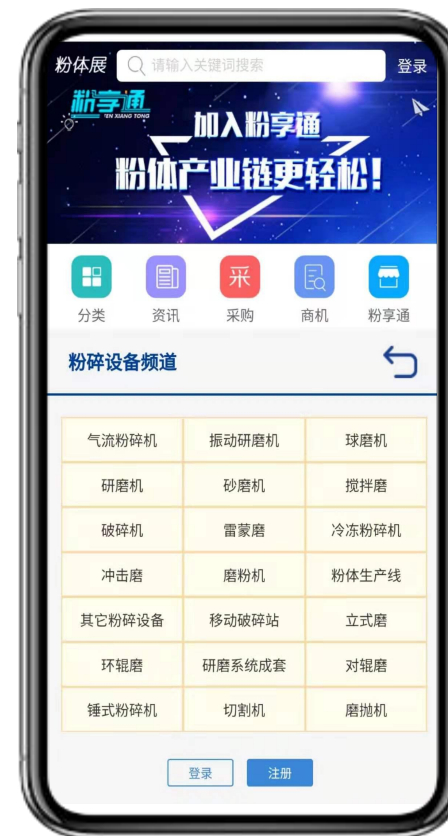 粉体展 请输入关键词搜索 登录
粉享通
FEN XIANG TONG
加入粉享通
粉体产业链更轻松!
采
分类 资讯 采购 商机 粉享通
粉碎设备频道
气流粉碎机 振动研磨机 球磨机
研磨机 砂磨机 搅拌磨
破碎机 雷蒙磨 冷冻粉碎机
冲击磨 磨粉机 粉体生产线
其它粉碎设备 移动破碎站 立式磨
环辊磨 研磨系统成套 对辊磨
锤式粉碎机 切割机 磨抛机
登录 注册